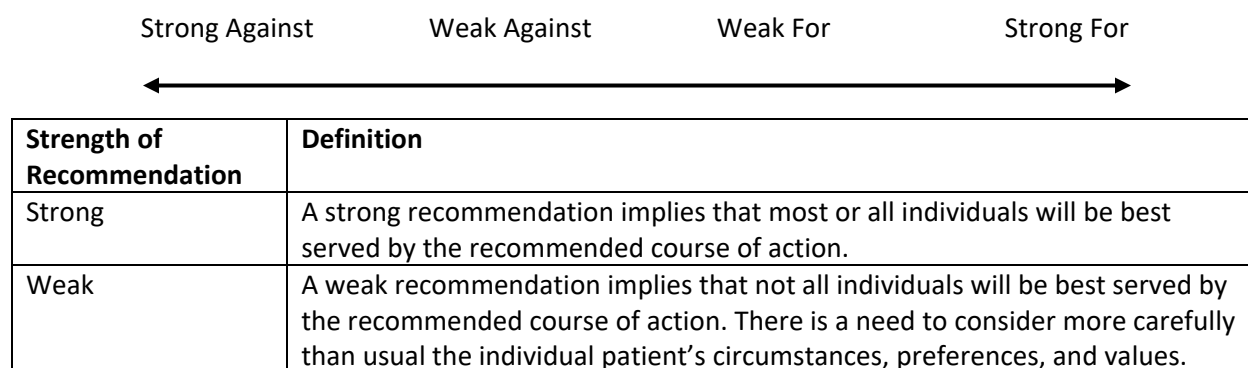 Strong Against Weak Against Weak For Strong For
Strength of Definition
Recommendation
Strong A strong recommendation implies that most or all individuals will be best
served by the recommended course of action.
Weak A weak recommendation implies that not all individuals will be best served by
the recommended course of action. There is a need to consider more carefully
than usual the individual patient’s circumstances, preferences, and values.